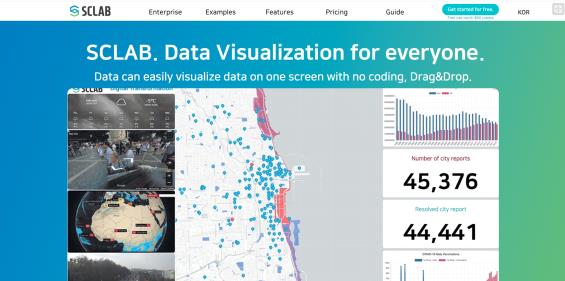 SCLAB
Enterprise
Examples
Features
Pricing
Guide
Get started for free.
KOR
SCLAB. Data Visualization for everyone.
Data can easily visualize data on one screen with no coding, Drag&Drop.
SCLAB
Digital Transformation
-5°C
Number of city reports
45,376
Resolved city report
44,441